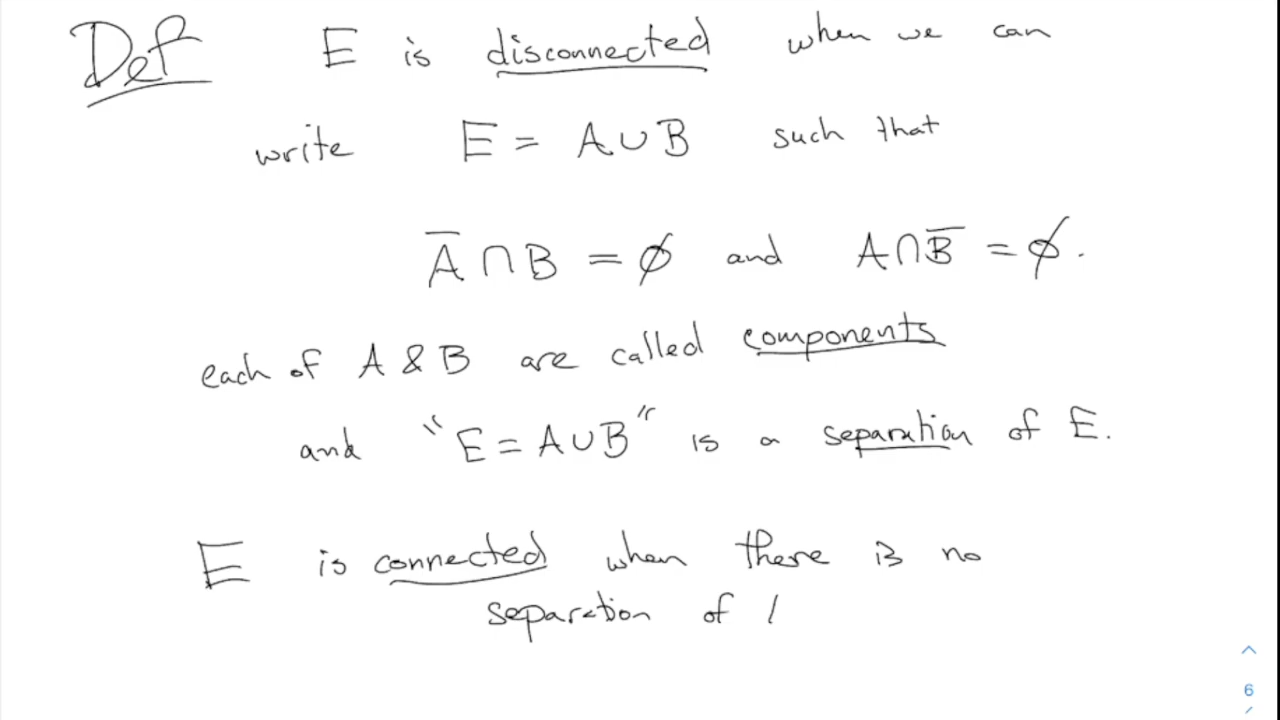 Def E is disconnected when we can
write E = A ∪ B such that
A̅ ∩ B = ∅ and A ∩ B̅ = ∅.
each of A & B are called components
and "E = A ∪ B" is a separation of E.
E is connected when there is no
separation of
6